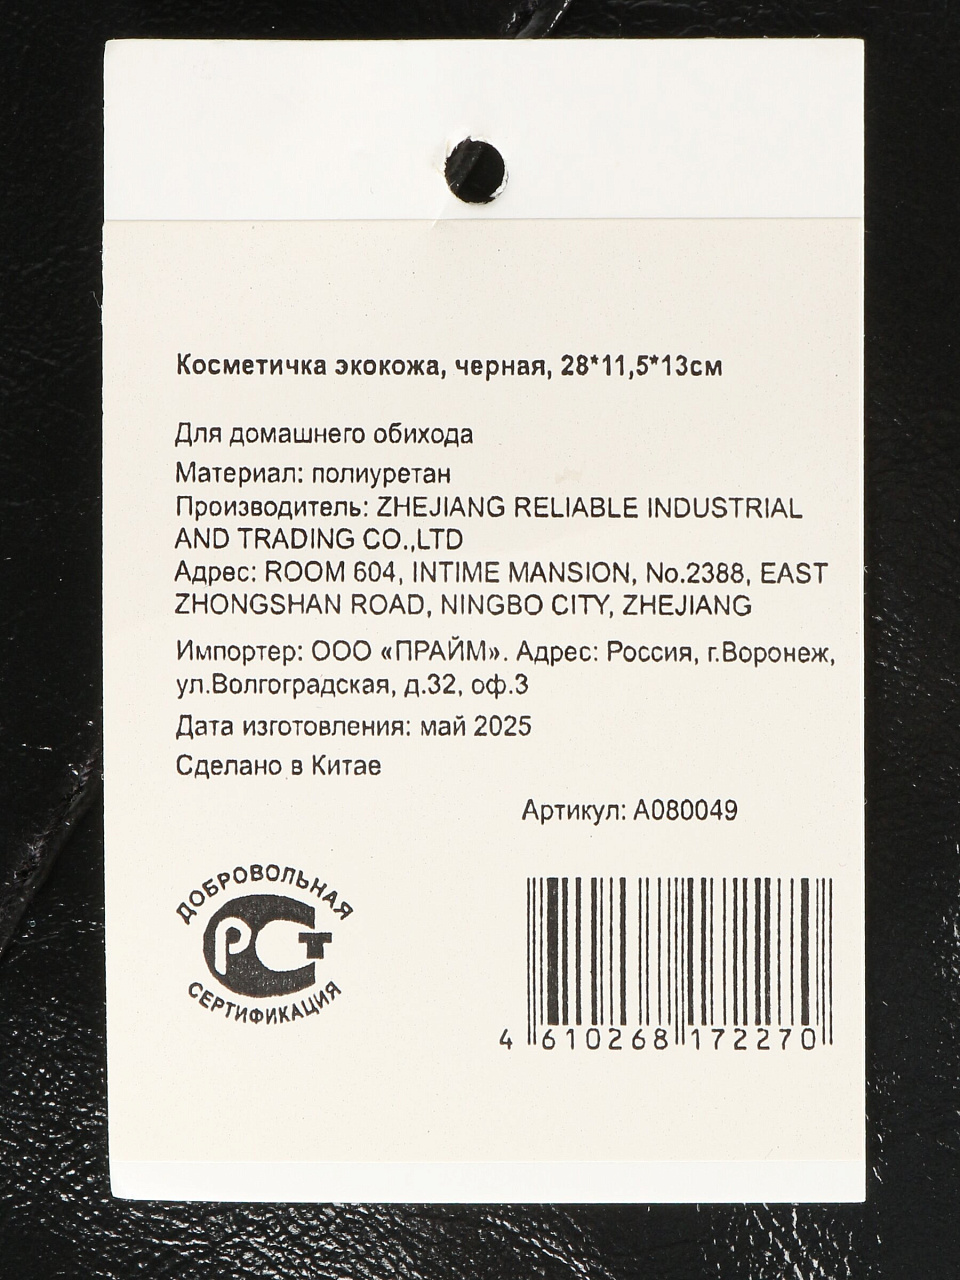 Косметичка экокожа, черная, 28*11,5*13см
Для домашнего обихода
Материал: полиуретан
Производитель: ZHEJIANG RELIABLE INDUSTRIAL
AND TRADING CO.,LTD
Адрес: ROOM 604, INTIME MANSION, No.2388, EAST
ZHONGSHAN ROAD, NINGBO CITY, ZHEJIANG
Импортер: ООО «ПРАЙМ». Адрес: Россия, г.Воронеж,
ул.Волгоградская, д.32, оф.3
Дата изготовления: май 2025
Сделано в Китае
Артикул: А080049
ДОБРОВОЛЬНАЯ
РСТ
СЕРТИФИКАЦИЯ
4 610268 172270